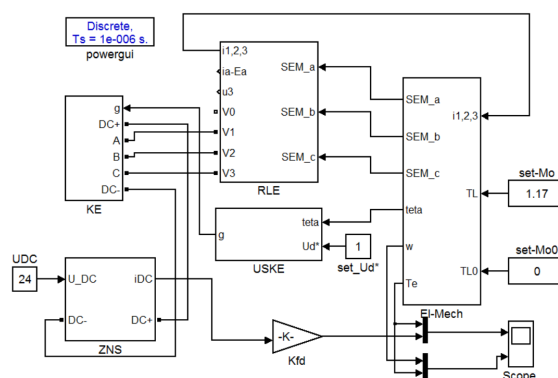 Discrete,
Ts = 1e-006 s.
powergui
i1,2,3
ia-Ea
u3
V0
V1
V2
V3
SEM_a
SEM_b
SEM_c
RLE
g
DC+
A
B
C
DC-
KE
SEM_a
SEM_b
SEM_c
teta
w
Te
i1,2,3
TL
TL0
El-Mech
set-Mo
1.17
set-Mo0
0
g
teta
Ud*
USKE
1
set_Ud*
UDC
24
U_DC
iDC
DC-
DC+
ZNS
-K-
Kfd
Scope